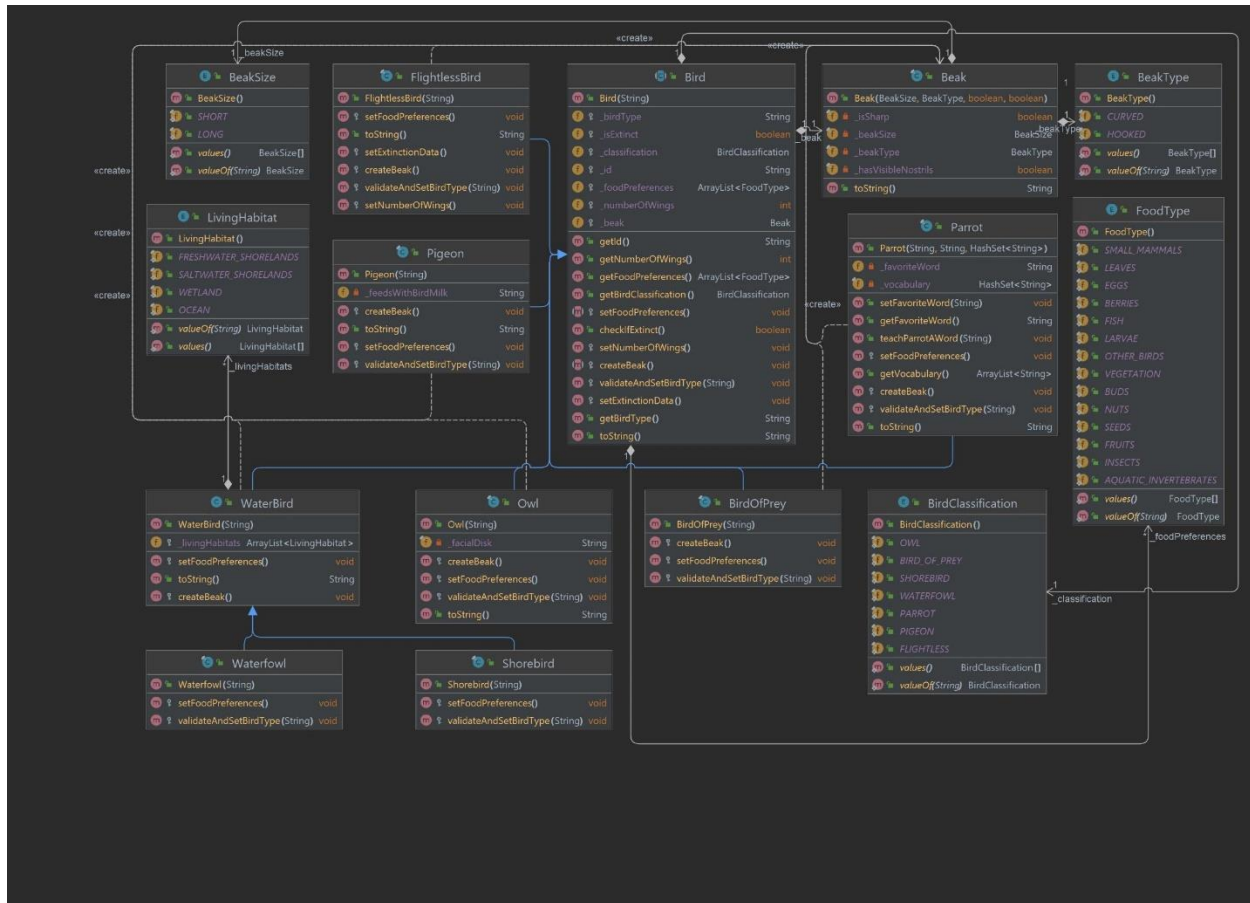 «create»
«create»
1 _beakSize
1
1
1
BeakSize
BeakSize()
SHORT
LONG
values() BeakSize[]
valueOf(String) BeakSize
FlightlessBird
FlightlessBird(String)
setFoodPreferences() void
toString() String
setExtinctionData() void
createBeak() void
validateAndSetBirdType(String) void
setNumberOfWings() void
Bird
Bird(String)
_birdType String
_isExtinct boolean
_classification BirdClassification
_id String
_foodPreferences ArrayList<FoodType>
_numberOfWings int
_beak Beak
getId() String
getNumberOfWings() int
getFoodPreferences() ArrayList<FoodType>
getBirdClassification() BirdClassification
setFoodPreferences() void
checkIfExtinct() boolean
setNumberOfWings() void
createBeak() void
validateAndSetBirdType(String) void
setExtinctionData() void
getBirdType() String
toString() String
1 1
_beak
Beak
Beak(BeakSize, BeakType, boolean, boolean)
_isSharp boolean
_beakSize BeakSize
_beakType BeakType
_hasVisibleNostrils boolean
toString() String
1
_beakType
BeakType
BeakType()
CURVED
HOOKED
values() BeakType[]
valueOf(String) BeakType
«create»
«create»
«create»
LivingHabitat
LivingHabitat()
FRESHWATER_SHORELANDS
SALTWATER_SHORELANDS
WETLAND
OCEAN
valueOf(String) LivingHabitat
values() LivingHabitat[]
* _livingHabitats
1
Pigeon
Pigeon(String)
_feedsWithBirdMilk String
createBeak() void
toString() String
setFoodPreferences() void
validateAndSetBirdType(String) void
«create»
Parrot
Parrot(String, String, HashSet<String>)
_favoriteWord String
_vocabulary HashSet<String>
setFavoriteWord(String) void
getFavoriteWord() String
teachParrotAWord(String) void
setFoodPreferences() void
getVocabulary() ArrayList<String>
createBeak() void
validateAndSetBirdType(String) void
toString() String
FoodType
FoodType()
SMALL_MAMMALS
LEAVES
EGGS
BERRIES
FISH
LARVAE
OTHER_BIRDS
VEGETATION
BUDS
NUTS
SEEDS
FRUITS
INSECTS
AQUATIC_INVERTEBRATES
values() FoodType[]
valueOf(String) FoodType
* _foodPreferences
1
WaterBird
WaterBird(String)
_livingHabitats ArrayList<LivingHabitat>
setFoodPreferences() void
toString() String
createBeak() void
Owl
Owl(String)
_facialDisk String
createBeak() void
setFoodPreferences() void
validateAndSetBirdType(String) void
toString() String
BirdOfPrey
BirdOfPrey(String)
createBeak() void
setFoodPreferences() void
validateAndSetBirdType(String) void
BirdClassification
BirdClassification()
OWL
BIRD_OF_PREY
SHOREBIRD
WATERFOWL
PARROT
PIGEON
FLIGHTLESS
values() BirdClassification[]
valueOf(String) BirdClassification
1
_classification
Waterfowl
Waterfowl(String)
setFoodPreferences() void
validateAndSetBirdType(String) void
Shorebird
Shorebird(String)
setFoodPreferences() void
validateAndSetBirdType(String) void